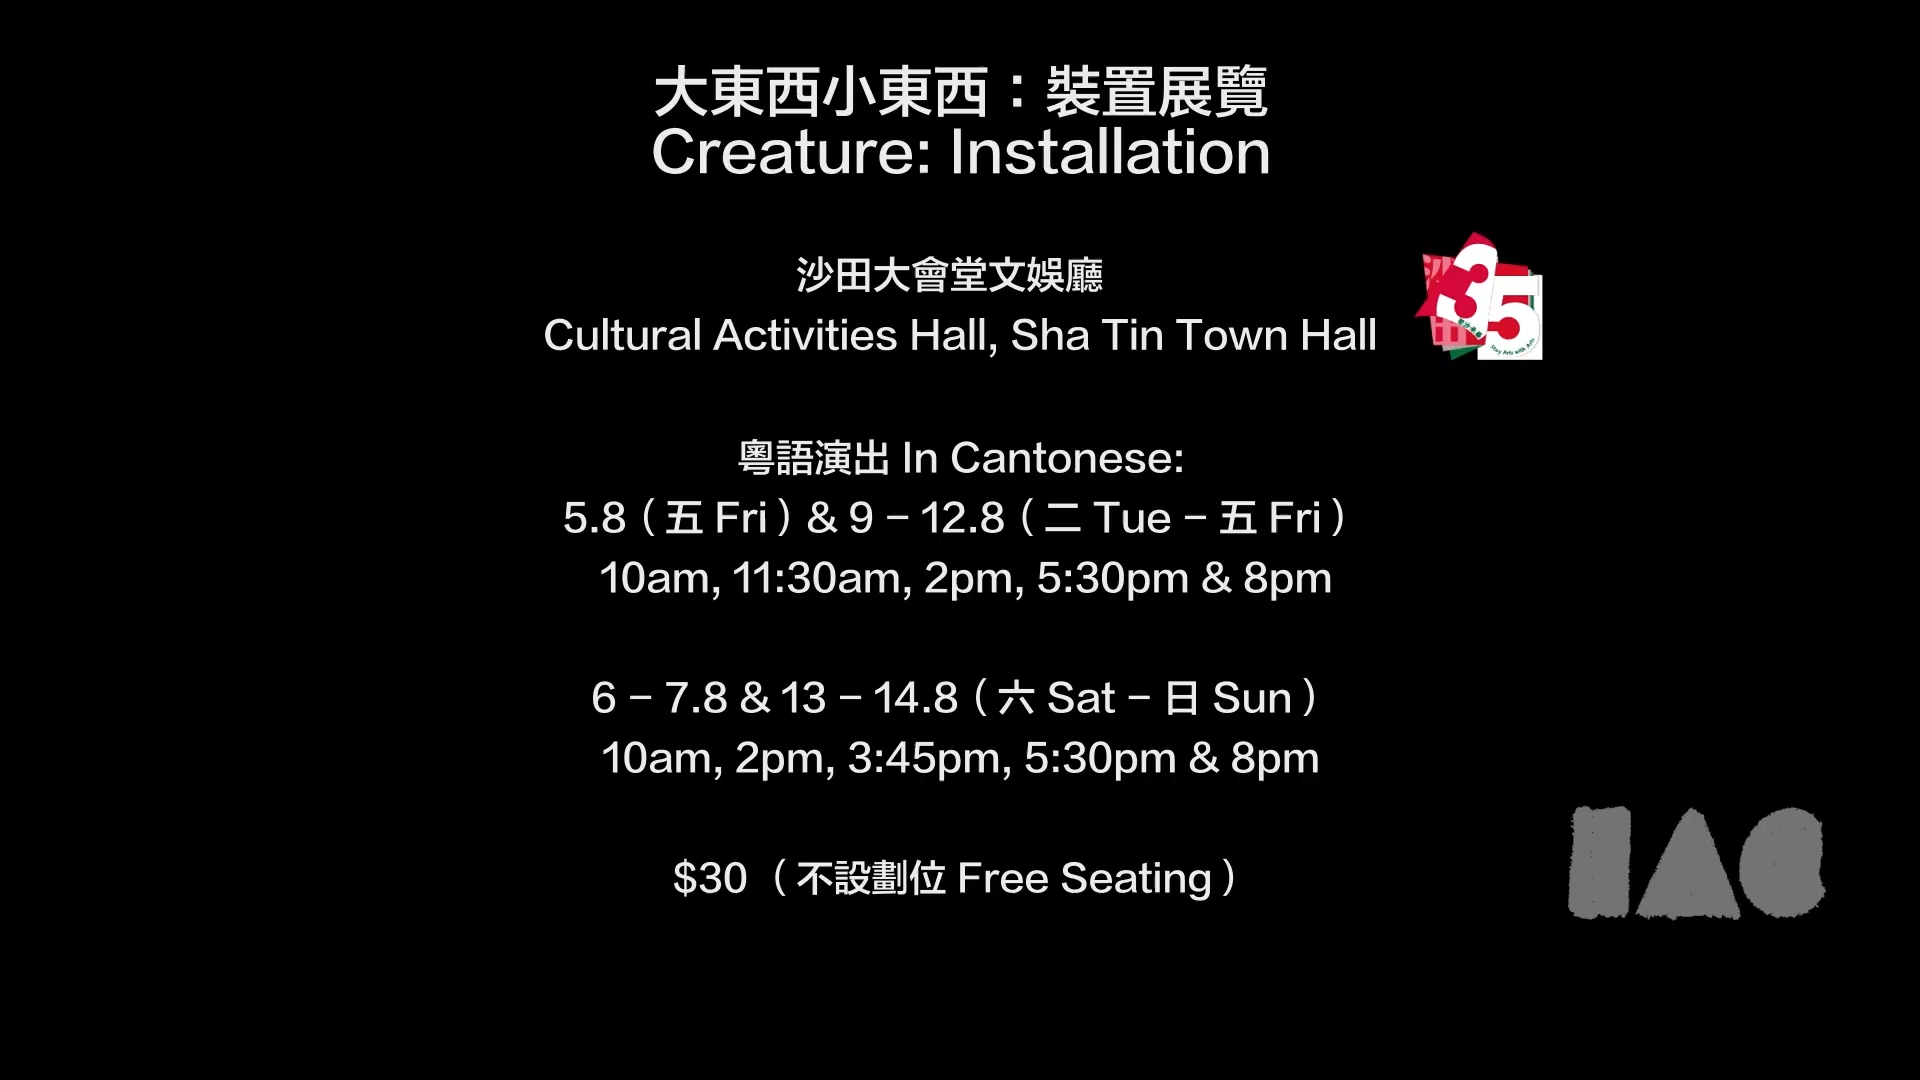 大東西小東西：裝置展覽
Creature: Installation
沙田大會堂文娛廳
Cultural Activities Hall, Sha Tin Town Hall
35
Stay Arts with Arts
粵語演出 In Cantonese:
5.8（五 Fri）& 9 – 12.8（二 Tue – 五 Fri）
10am, 11:30am, 2pm, 5:30pm & 8pm
6 – 7.8 & 13 – 14.8（六 Sat – 日 Sun）
10am, 2pm, 3:45pm, 5:30pm & 8pm
$30（不設劃位 Free Seating）
IAC